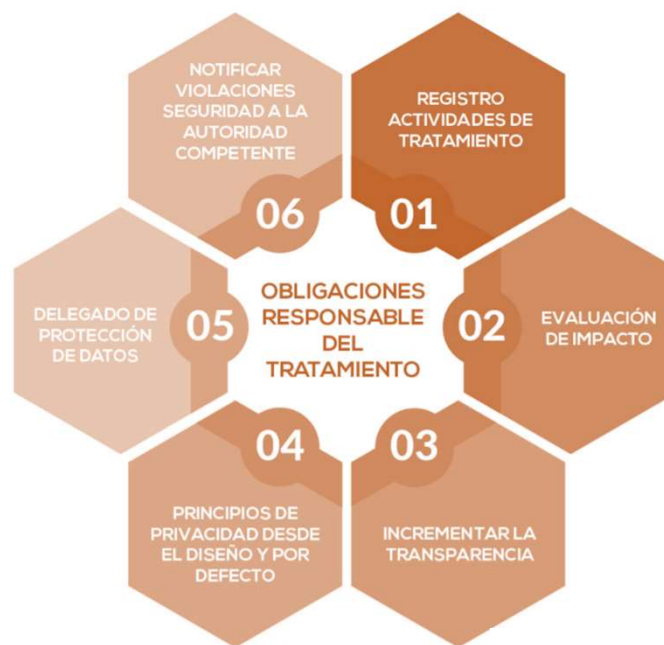 OBLIGACIONES
RESPONSABLE
DEL
TRATAMIENTO
01
REGISTRO
ACTIVIDADES DE
TRATAMIENTO
02
EVALUACIÓN
DE IMPACTO
03
INCREMENTAR LA
TRANSPARENCIA
04
PRINCIPIOS DE
PRIVACIDAD DESDE
EL DISEÑO Y POR
DEFECTO
05
DELEGADO DE
PROTECCIÓN
DE DATOS
06
NOTIFICAR
VIOLACIONES
SEGURIDAD A LA
AUTORIDAD
COMPETENTE